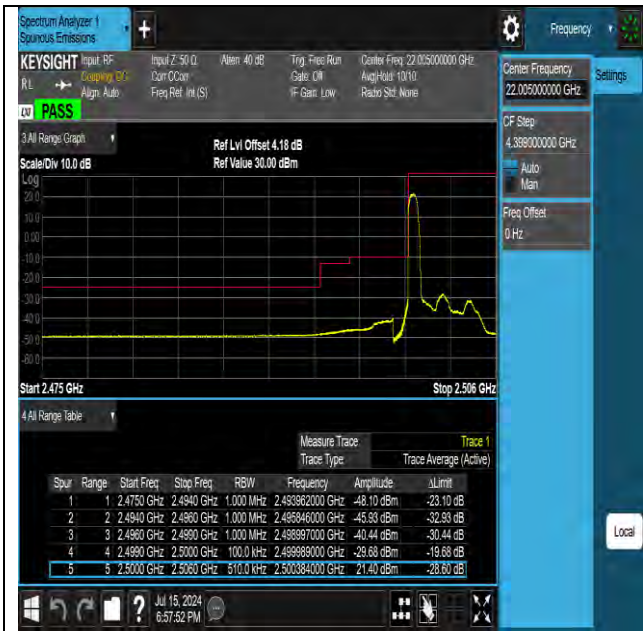 Spectrum Analyzer 1
Spurious Emissions
Frequency
KEYSIGHT Input: RF Input Z: 50 Ω Atten: 40 dB Trig: Free Run Center Freq: 22.005000000 GHz
RL Coupling: DC Corr CCorr Gate: Off Avg|Hold: 10/10
Align: Auto Freq Ref: Int (S) IF Gain: Low Radio Std: None
LXI PASS
3 All Range Graph
Scale/Div 10.0 dB
Ref Lvl Offset 4.18 dB
Ref Value 30.00 dBm
Log
20.0
10.0
0.00
-10.0
-20.0
-30.0
-40.0
-50.0
-60.0
Start 2.475 GHz Stop 2.506 GHz
4 All Range Table
Measure Trace Trace 1
Trace Type Trace Average (Active)
Spur Range Start Freq Stop Freq RBW Frequency Amplitude ΔLimit
1 1 2.4750 GHz 2.4940 GHz 1.000 MHz 2.493962000 GHz -48.10 dBm -23.10 dB
2 2 2.4940 GHz 2.4960 GHz 1.000 MHz 2.495846000 GHz -45.93 dBm -32.93 dB
3 3 2.4960 GHz 2.4990 GHz 1.000 MHz 2.498997000 GHz -40.44 dBm -30.44 dB
4 4 2.4990 GHz 2.5000 GHz 100.0 kHz 2.499989000 GHz -29.68 dBm -19.68 dB
5 5 2.5000 GHz 2.5060 GHz 510.0 kHz 2.500384000 GHz 21.40 dBm -28.60 dB
Jul 15, 2024
6:57:52 PM
Center Frequency
22.005000000 GHz
Settings
CF Step
4.399000000 GHz
Auto
Man
Freq Offset
0 Hz
Local